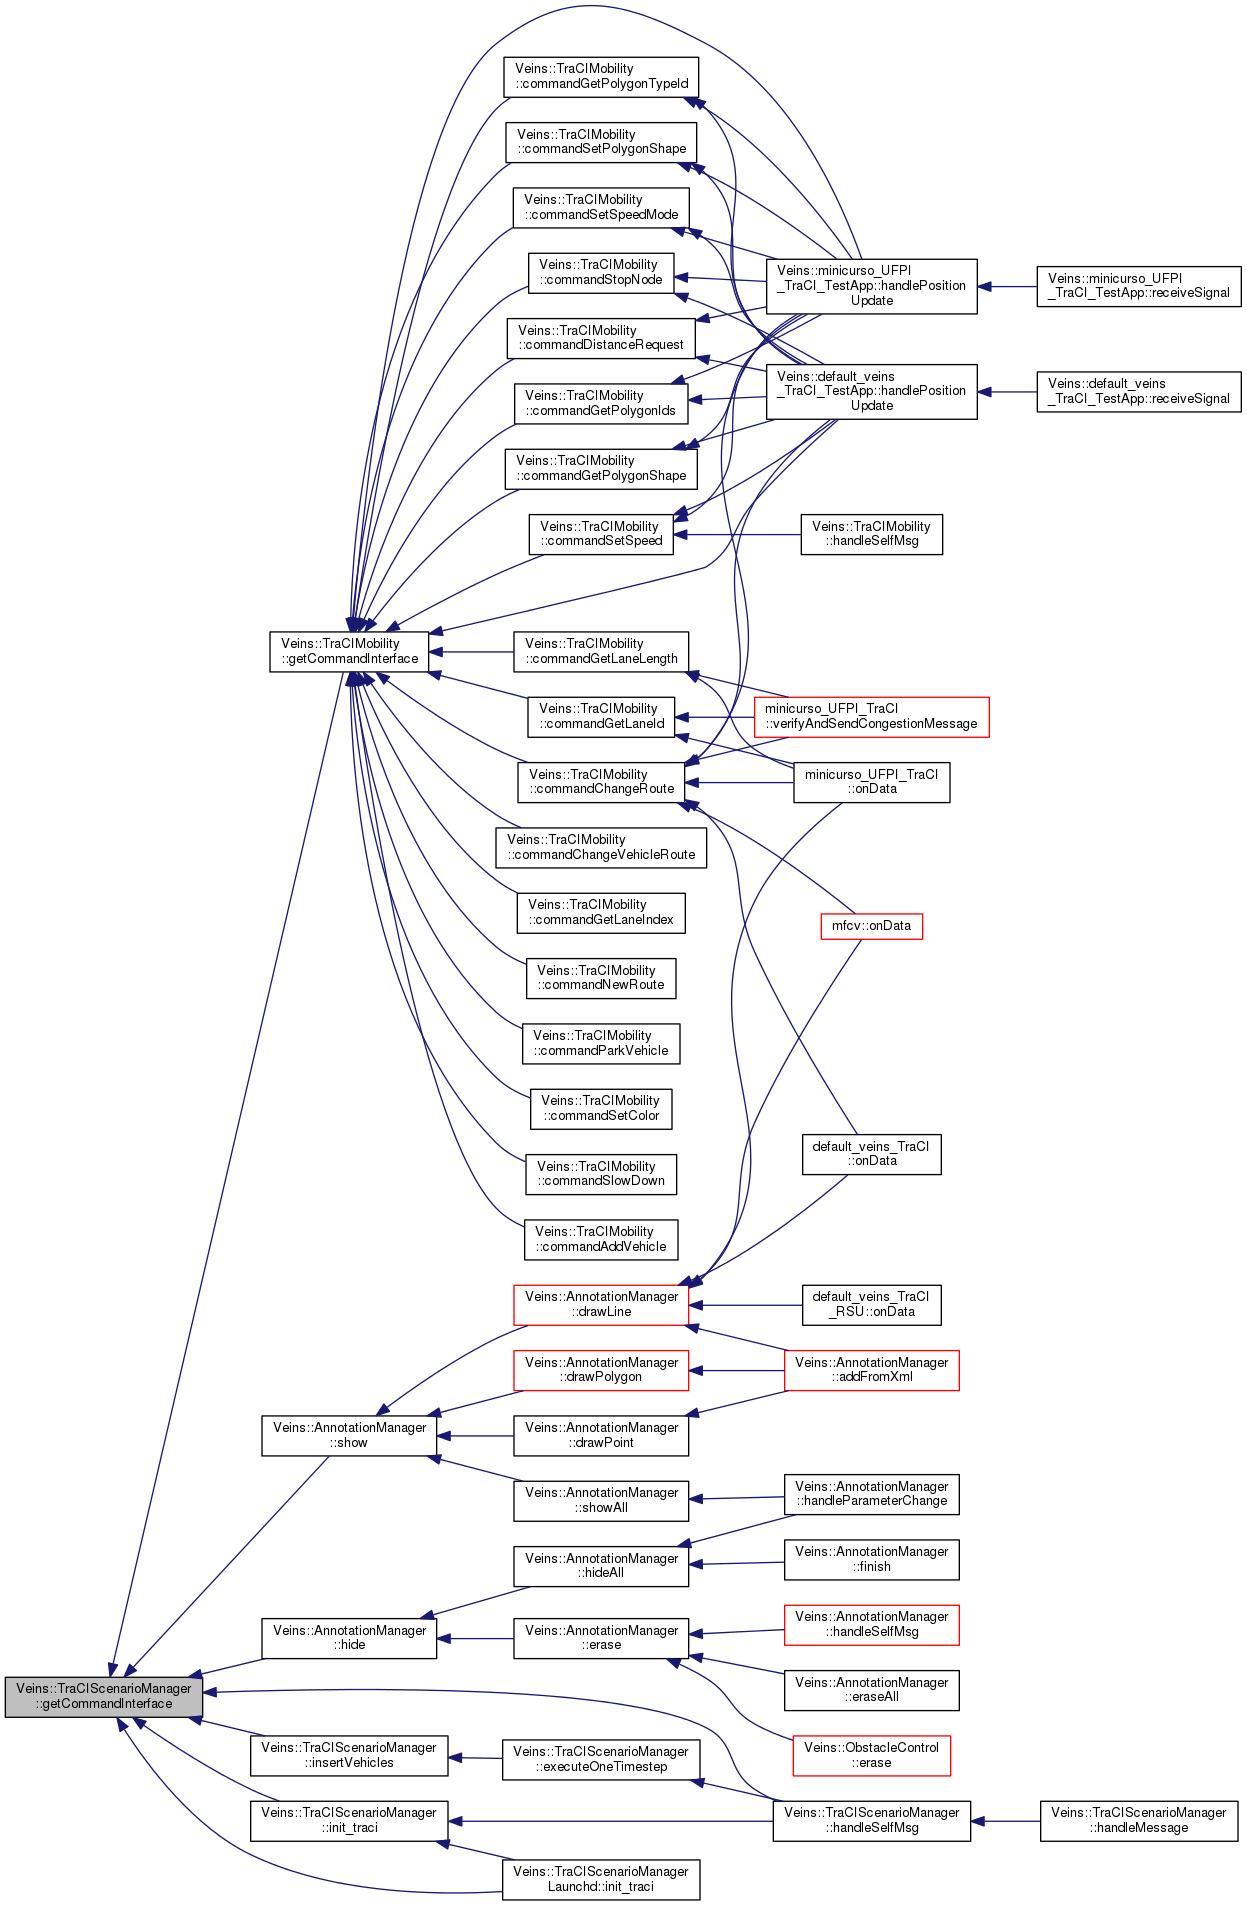 Veins::TraCIMobility
::commandGetPolygonTypeId
Veins::TraCIMobility
::commandSetPolygonShape
Veins::TraCIMobility
::commandSetSpeedMode
Veins::TraCIMobility
::commandStopNode
Veins::minicurso_UFPI
_TraCI_TestApp::handlePosition
Update
Veins::minicurso_UFPI
_TraCI_TestApp::receiveSignal
Veins::TraCIMobility
::commandDistanceRequest
Veins::default_veins
_TraCI_TestApp::handlePosition
Update
Veins::default_veins
_TraCI_TestApp::receiveSignal
Veins::TraCIMobility
::commandGetPolygonIds
Veins::TraCIMobility
::commandGetPolygonShape
Veins::TraCIMobility
::commandSetSpeed
Veins::TraCIMobility
::handleSelfMsg
Veins::TraCIMobility
::getCommandInterface
Veins::TraCIMobility
::commandGetLaneLength
Veins::TraCIMobility
::commandGetLaneId
minicurso_UFPI_TraCI
::verifyAndSendCongestionMessage
Veins::TraCIMobility
::commandChangeRoute
minicurso_UFPI_TraCI
::onData
Veins::TraCIMobility
::commandChangeVehicleRoute
Veins::TraCIMobility
::commandGetLaneIndex
mfcv::onData
Veins::TraCIMobility
::commandNewRoute
Veins::TraCIMobility
::commandParkVehicle
Veins::TraCIMobility
::commandSetColor
default_veins_TraCI
::onData
Veins::TraCIMobility
::commandSlowDown
Veins::TraCIMobility
::commandAddVehicle
Veins::AnnotationManager
::drawLine
default_veins_TraCI
_RSU::onData
Veins::AnnotationManager
::drawPolygon
Veins::AnnotationManager
::addFromXml
Veins::AnnotationManager
::show
Veins::AnnotationManager
::drawPoint
Veins::AnnotationManager
::showAll
Veins::AnnotationManager
::handleParameterChange
Veins::AnnotationManager
::hideAll
Veins::AnnotationManager
::finish
Veins::AnnotationManager
::hide
Veins::AnnotationManager
::erase
Veins::AnnotationManager
::handleSelfMsg
Veins::TraCIScenarioManager
::getCommandInterface
Veins::AnnotationManager
::eraseAll
Veins::TraCIScenarioManager
::insertVehicles
Veins::TraCIScenarioManager
::executeOneTimestep
Veins::ObstacleControl
::erase
Veins::TraCIScenarioManager
::init_traci
Veins::TraCIScenarioManager
::handleSelfMsg
Veins::TraCIScenarioManager
::handleMessage
Veins::TraCIScenarioManager
Launchd::init_traci